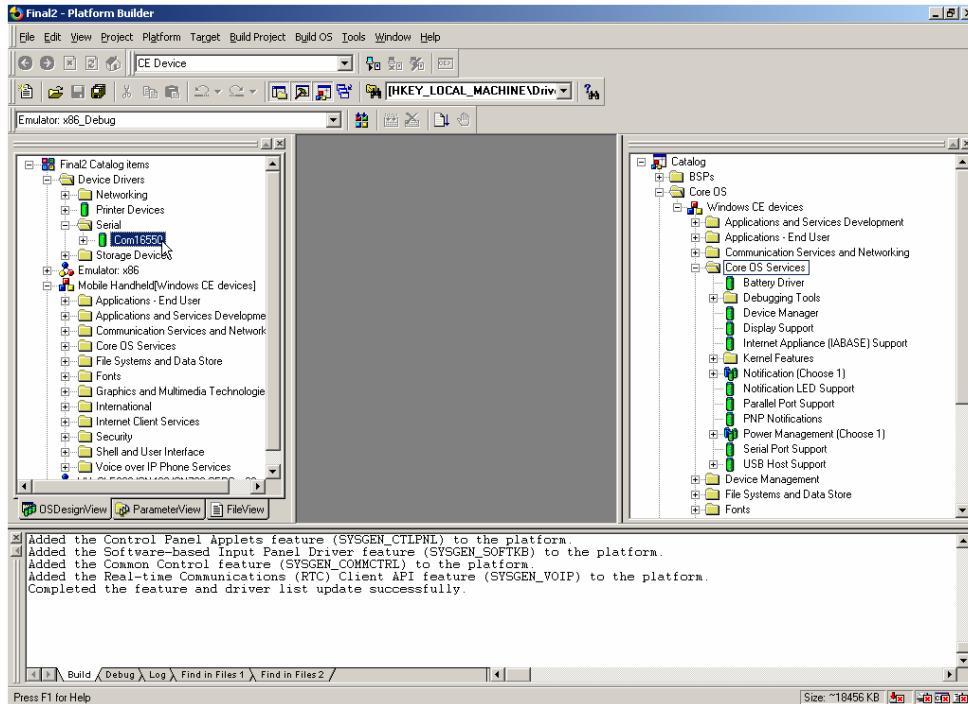 Final2 - Platform Builder
File Edit View Project Platform Target Build Project Build OS Tools Window Help
CE Device
[HKEY_LOCAL_MACHINE\Driv
Emulator: x86_Debug
Final2 Catalog items
Device Drivers
Networking
Printer Devices
Serial
Com16550
Storage Devices
Emulator: x86
Mobile Handheld[Windows CE devices]
Applications - End User
Applications and Services Developme
Communication Services and Network
Core OS Services
File Systems and Data Store
Fonts
Graphics and Multimedia Technologie
International
Internet Client Services
Security
Shell and User Interface
Voice over IP Phone Services
OSDesignView ParameterView FileView
Catalog
BSPs
Core OS
Windows CE devices
Applications and Services Development
Applications - End User
Communication Services and Networking
Core OS Services
Battery Driver
Debugging Tools
Device Manager
Display Support
Internet Appliance (IABASE) Support
Kernel Features
Notification (Choose 1)
Notification LED Support
Parallel Port Support
PNP Notifications
Power Management (Choose 1)
Serial Port Support
USB Host Support
Device Management
File Systems and Data Store
Fonts
Added the Control Panel Applets feature (SYSGEN_CTLPNL) to the platform.
Added the Software-based Input Panel Driver feature (SYSGEN_SOFTKB) to the platform.
Added the Common Control feature (SYSGEN_COMMCTRL) to the platform.
Added the Real-time Communications (RTC) Client API feature (SYSGEN_VOIP) to the platform.
Completed the feature and driver list update successfully.
Build Debug Log Find in Files 1 Find in Files 2
Press F1 for Help
Size: ~18456 KB